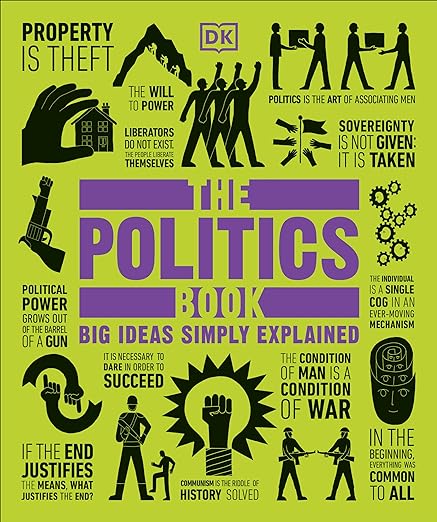 PROPERTY
IS THEFT
DK
THE WILL
TO POWER
POLITICS IS THE ART OF ASSOCIATING MEN
LIBERATORS
DO NOT EXIST.
THE PEOPLE LIBERATE
THEMSELVES
SOVEREIGNTY
IS NOT GIVEN:
IT IS TAKEN
THE
POLITICS
BOOK
BIG IDEAS SIMPLY EXPLAINED
POLITICAL
POWER
GROWS OUT
OF THE BARREL
OF A GUN
THE INDIVIDUAL
IS A SINGLE
COG IN AN
EVER-MOVING
MECHANISM
IT IS NECESSARY TO
DARE IN ORDER TO
SUCCEED
THE CONDITION
OF MAN IS A
CONDITION
OF WAR
IF THE END
JUSTIFIES
THE MEANS, WHAT
JUSTIFIES THE END?
COMMUNISM IS THE RIDDLE OF
HISTORY SOLVED
IN THE
BEGINNING,
EVERYTHING WAS
COMMON TO
ALL